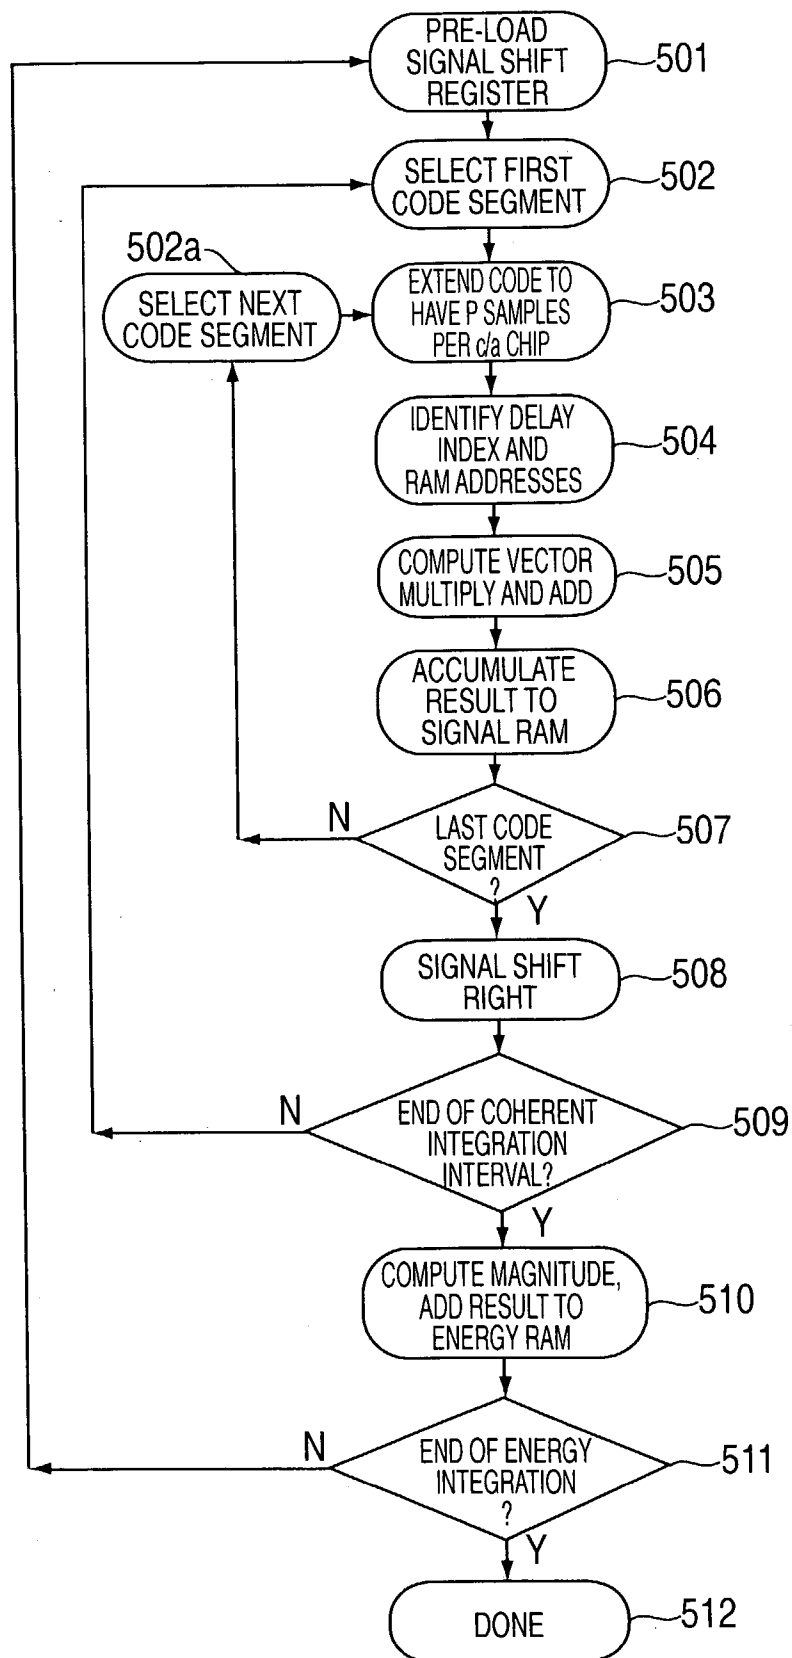 PRE-LOAD
SIGNAL SHIFT
REGISTER
501
SELECT FIRST
CODE SEGMENT
502
502a
SELECT NEXT
CODE SEGMENT
EXTEND CODE TO
HAVE P SAMPLES
PER c/a CHIP
503
IDENTIFY DELAY
INDEX AND
RAM ADDRESSES
504
COMPUTE VECTOR
MULTIPLY AND ADD
505
ACCUMULATE
RESULT TO
SIGNAL RAM
506
N
LAST CODE
SEGMENT
?
507
Y
SIGNAL SHIFT
RIGHT
508
N
END OF COHERENT
INTEGRATION
INTERVAL?
509
Y
COMPUTE MAGNITUDE,
ADD RESULT TO
ENERGY RAM
510
N
END OF ENERGY
INTEGRATION
?
511
Y
DONE
512